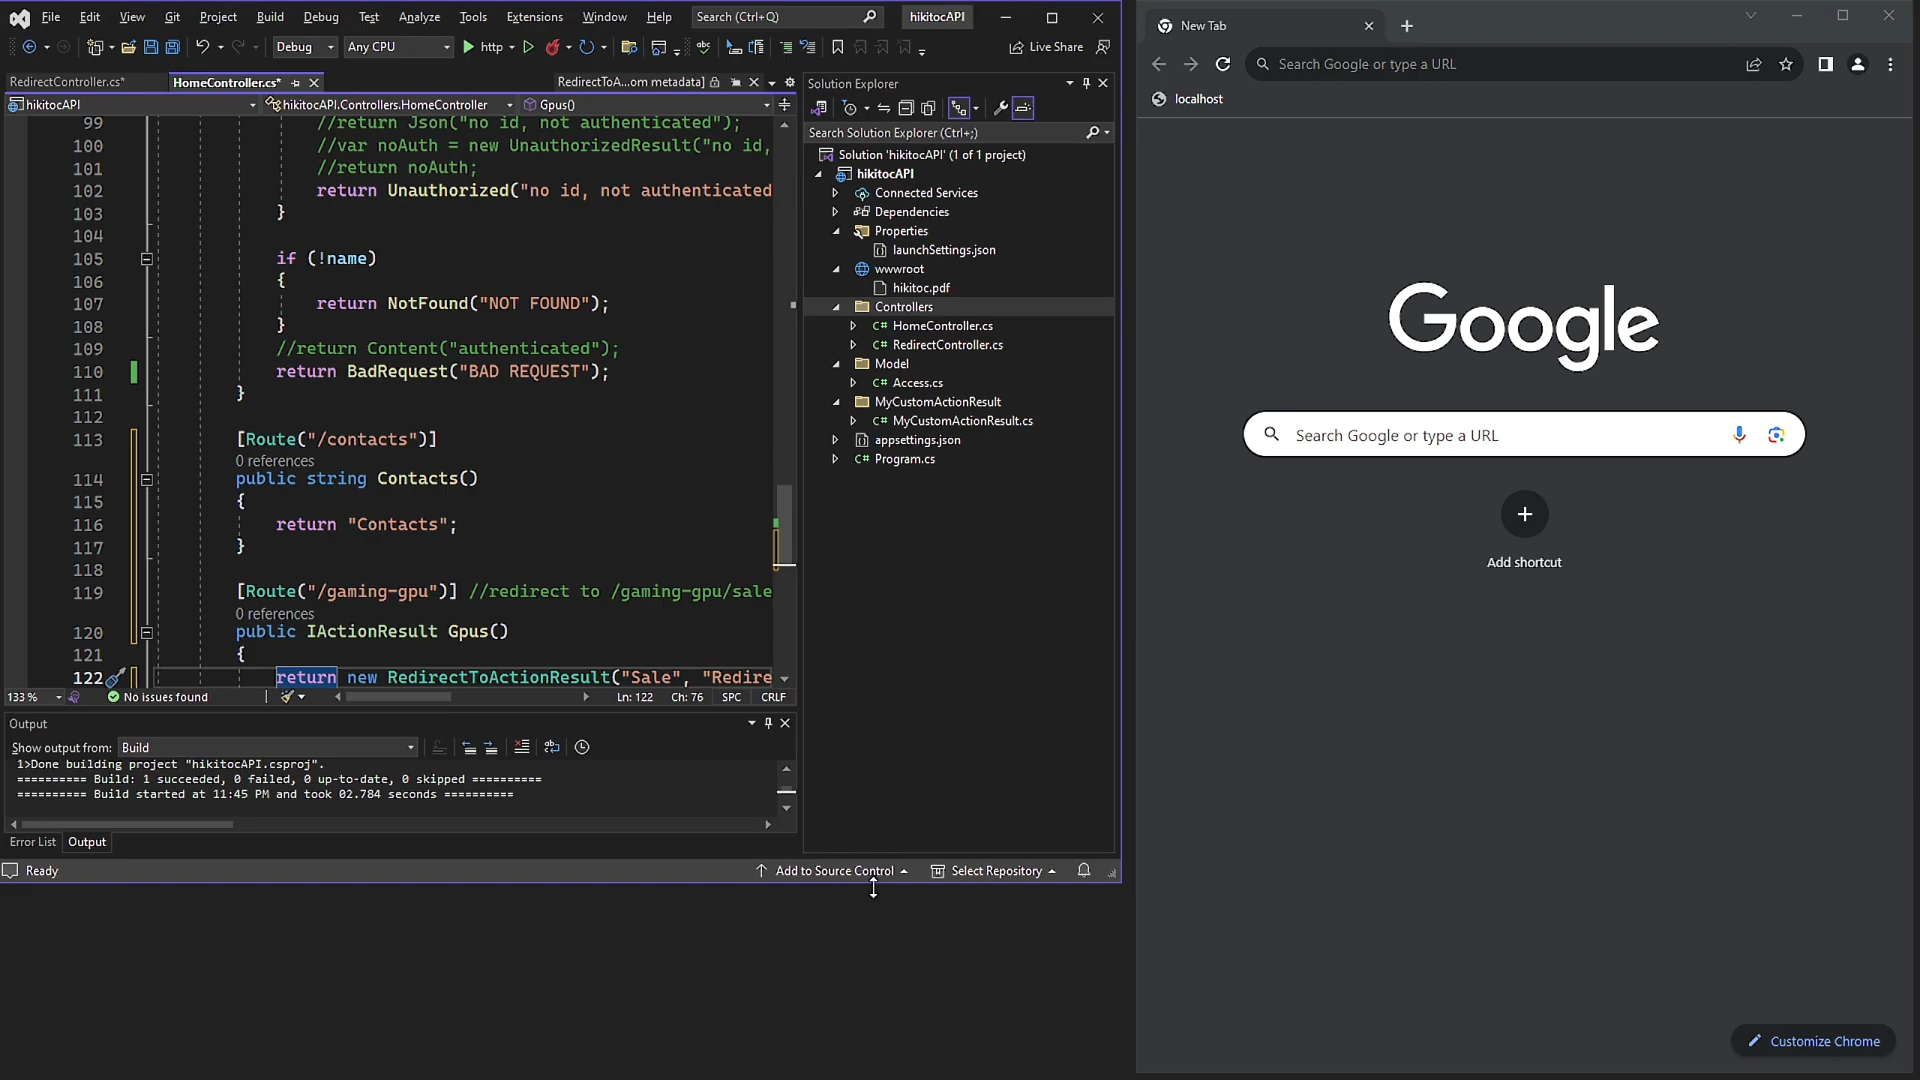 File Edit View Git Project Build Debug Test Analyze Tools Extensions Window Help Search (Ctrl+Q) hikitocAPI
Debug Any CPU http Live Share
RedirectController.cs* HomeController.cs* RedirectToA...om metadata]
hikitocAPI hikitocAPI.Controllers.HomeController Gpus()
99 //return Json("no id, not authenticated");
100 //var noAuth = new UnauthorizedResult("no id,
101 //return noAuth;
102 return Unauthorized("no id, not authenticated
103 }
104
105 if (!name)
106 {
107 return NotFound("NOT FOUND");
108 }
109 //return Content("authenticated");
110 return BadRequest("BAD REQUEST");
111 }
112
113 [Route("/contacts")]
0 references
114 public string Contacts()
115 {
116 return "Contacts";
117 }
118
119 [Route("/gaming-gpu")] //redirect to /gaming-gpu/sale
0 references
120 public IActionResult Gpus()
121 {
122 return new RedirectToActionResult("Sale", "Redire
133 % No issues found Ln: 122 Ch: 76 SPC CRLF
Output
Show output from: Build
1>Done building project "hikitocAPI.csproj".
========== Build: 1 succeeded, 0 failed, 0 up-to-date, 0 skipped ==========
========== Build started at 11:45 PM and took 02.784 seconds ==========
Error List Output
Ready Add to Source Control Select Repository
Solution Explorer
Search Solution Explorer (Ctrl+;)
Solution 'hikitocAPI' (1 of 1 project)
hikitocAPI
Connected Services
Dependencies
Properties
launchSettings.json
wwwroot
hikitoc.pdf
Controllers
C# HomeController.cs
C# RedirectController.cs
Model
C# Access.cs
MyCustomActionResult
C# MyCustomActionResult.cs
appsettings.json
C# Program.cs
New Tab
Search Google or type a URL
localhost
Google
Search Google or type a URL
Add shortcut
Customize Chrome